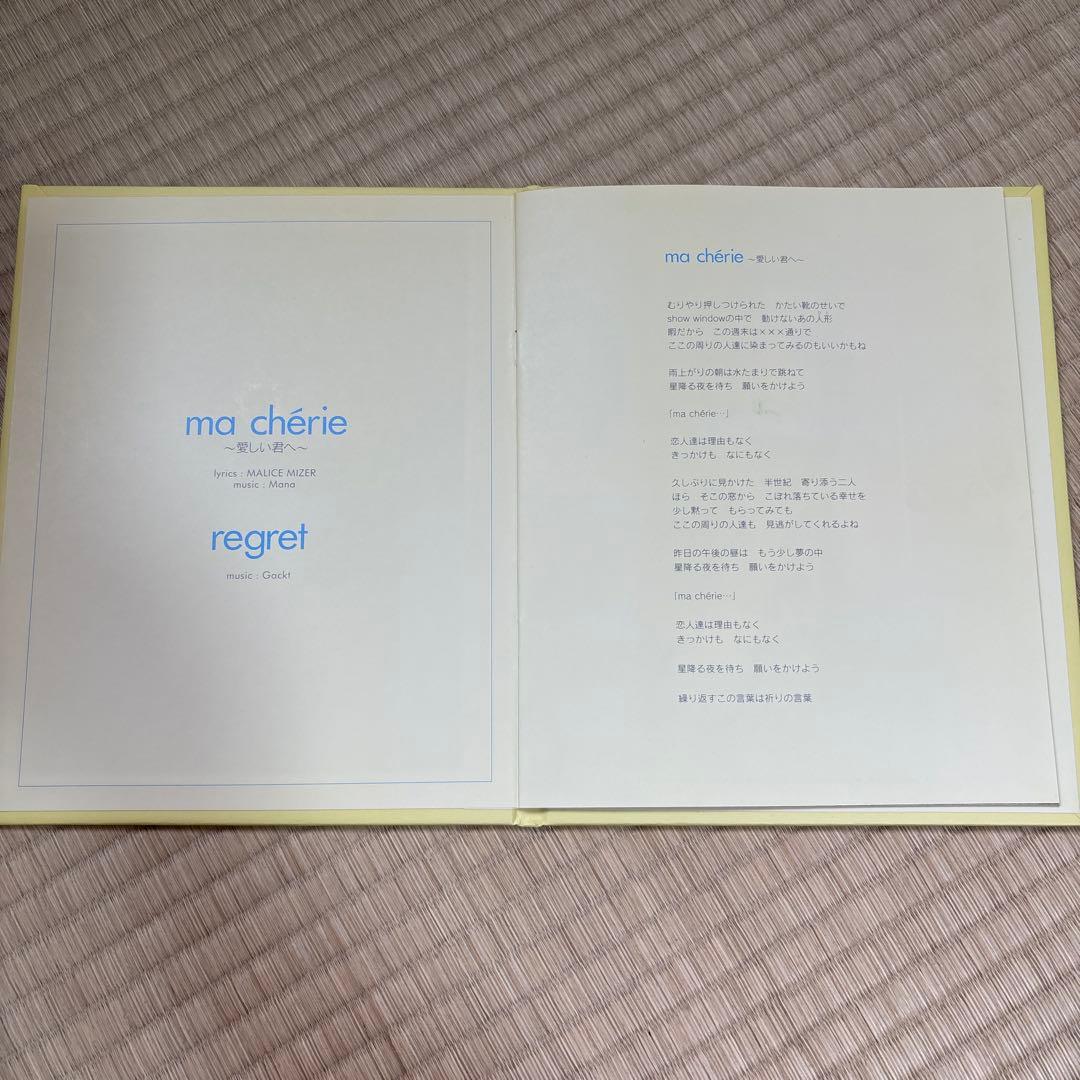 ma chérie
～愛しい君へ～
lyrics : MALICE MIZER
music : Mana
regret
music : Gackt
ma chérie ～愛しい君へ～
むりやり押しつけられた　かたい靴のせいで
show windowの中で　動けないあの人形
暇だから　この週末は×××通りで
ここの周りの人達に染まってみるのもいいかもね
雨上がりの朝は水たまりで跳ねて
星降る夜を待ち　願いをかけよう
「ma chérie…」
恋人達は理由もなく
きっかけも　なにもなく
久しぶりに見かけた　半世紀　寄り添う二人
ほら　そこの窓から　こぼれ落ちている幸せを
少し黙って　もらってみても
ここの周りの人達も　見逃がしてくれるよね
昨日の午後の昼は　もう少し夢の中
星降る夜を待ち　願いをかけよう
「ma chérie…」
恋人達は理由もなく
きっかけも　なにもなく
星降る夜を待ち　願いをかけよう
繰り返すこの言葉は祈りの言葉